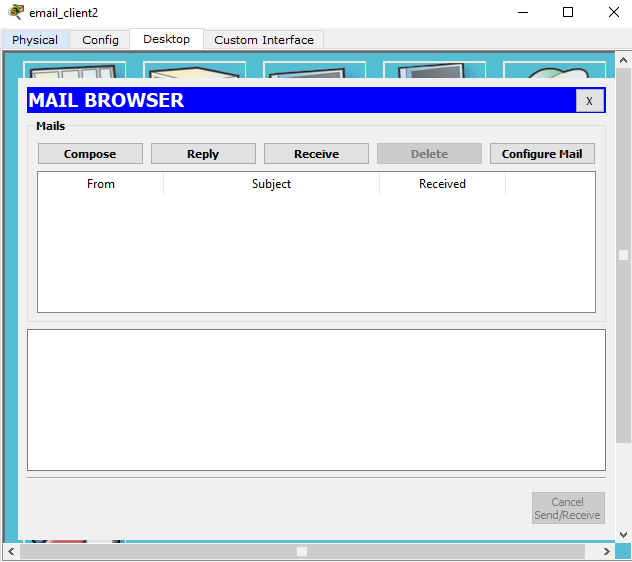 email_client2
Physical Config Desktop Custom Interface
MAIL BROWSER X
Mails
Compose Reply Receive Delete Configure Mail
From Subject Received
Cancel
Send/Receive